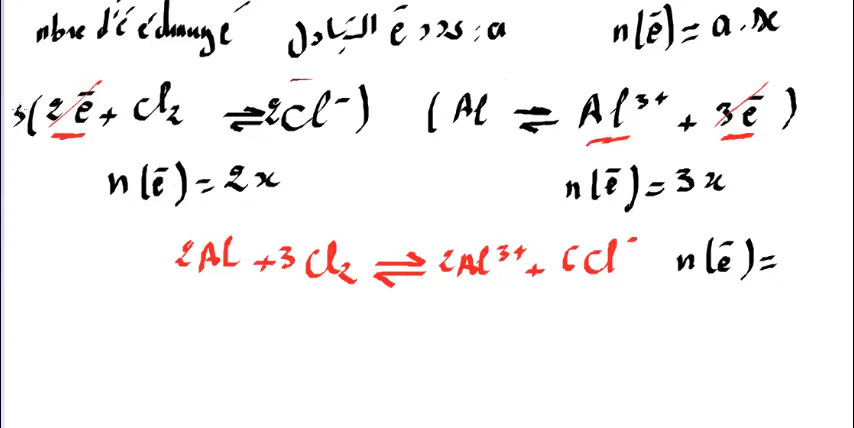 nbre d'é échangé a : عدد ē المتبادل n(ē) = a.x
3(2ē + Cl₂ ⇌ 2Cl⁻) (Al ⇌ Al³⁺ + 3ē)
n(ē) = 2x n(ē) = 3x
2Al + 3Cl₂ ⇌ 2Al³⁺ + 6Cl⁻ n(ē) =